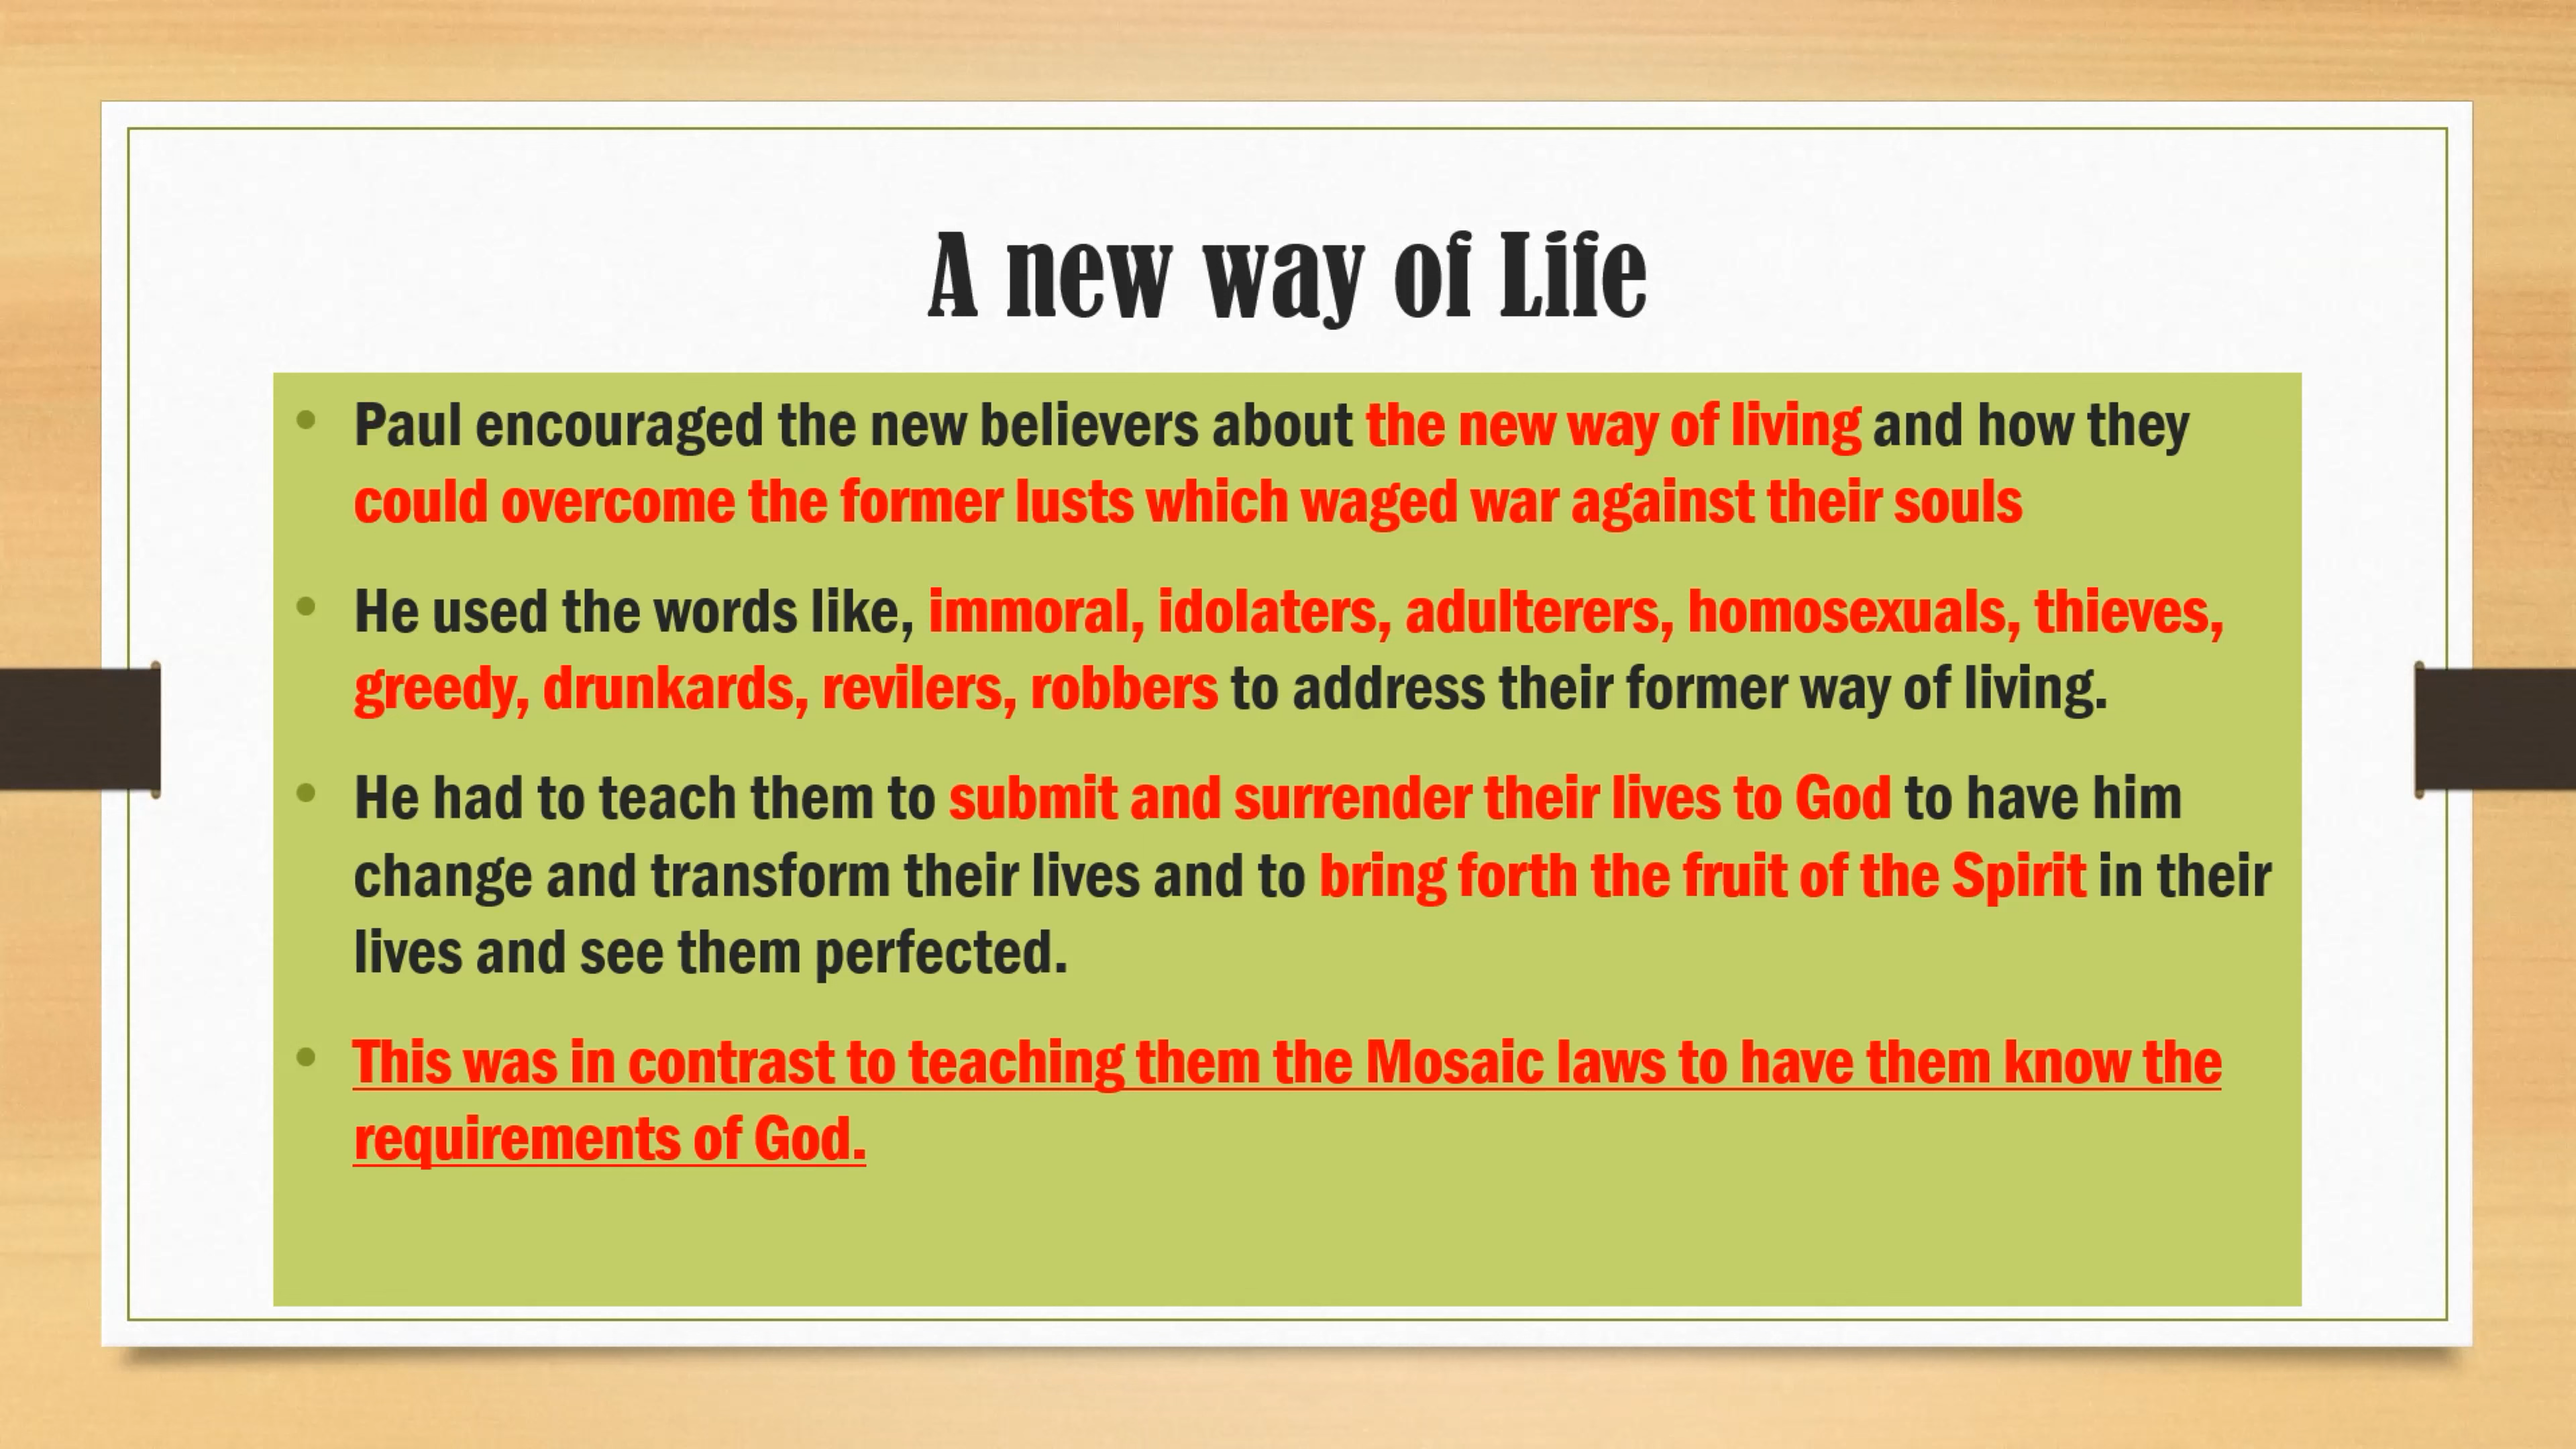 A new way of Life
• Paul encouraged the new believers about the new way of living and how they
could overcome the former lusts which waged war against their souls
• He used the words like, immoral, idolaters, adulterers, homosexuals, thieves,
greedy, drunkards, revilers, robbers to address their former way of living.
• He had to teach them to submit and surrender their lives to God to have him
change and transform their lives and to bring forth the fruit of the Spirit in their
lives and see them perfected.
• This was in contrast to teaching them the Mosaic laws to have them know the
requirements of God.